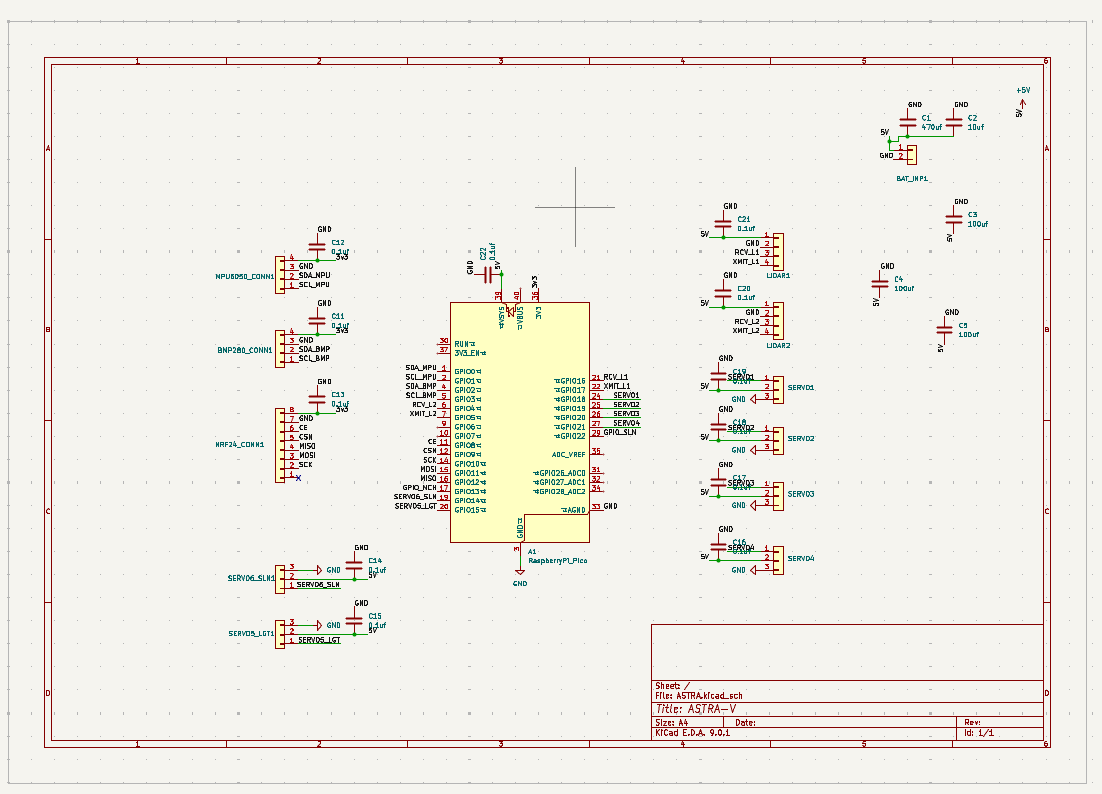 1 2 3 4 5 6
A
B
C
D
+5V
5V
GND
C1
470uf
GND
C2
10uf
5V
1
GND 2
BAT_INP1
GND
C3
100uf
5V
GND
C4
100uf
5V
GND
C5
100uf
5V
GND
C12
0.1uf
3V3
4
3 GND
2 SDA_MPU
1 SCL_MPU
MPU6050_CONN1
GND
C11
0.1uf
3V3
4
3 GND
2 SDA_BMP
1 SCL_BMP
BMP280_CONN1
GND
C13
0.1uf
3V3
8
7 GND
6 CE
5 CSN
4 MISO
3 MOSI
2 SCK
1
NRF24_CONN1
GND
C14
0.1uf
5V
3 GND
2
1 SERVO6_SLN
SERVO6_SLN1
GND
C15
0.1uf
5V
3 GND
2
1 SERVO5_LGT
SERVO5_LGT1
GND
C22
0.1uf
5V
3V3
39 40 36
VSYS VBUS 3V3
30 RUN
37 3V3_EN
SDA_MPU 1 GPIO0
SCL_MPU 2 GPIO1
SDA_BMP 4 GPIO2
SCL_BMP 5 GPIO3
RCV_L2 6 GPIO4
XMIT_L2 7 GPIO5
9 GPIO6
10 GPIO7
CE 11 GPIO8
CSN 12 GPIO9
SCK 14 GPIO10
MOSI 15 GPIO11
MISO 16 GPIO12
GPIO_NCH 17 GPIO13
SERVO6_SLN 19 GPIO14
SERVO5_LGT 20 GPIO15
GPIO16 21 RCV_L1
GPIO17 22 XMIT_L1
GPIO18 24 SERVO1
GPIO19 25 SERVO2
GPIO20 26 SERVO3
GPIO21 27 SERVO4
GPIO22 29 GPIO_SLN
ADC_VREF 35
GPIO26_ADC0 31
GPIO27_ADC1 32
GPIO28_ADC2 34
AGND 33 GND
GND
3
A1
RaspberryPi_Pico
GND
GND
C21
0.1uf
5V
1
GND 2
RCV_L1 3
XMIT_L1 4
LIDAR1
GND
C20
0.1uf
5V
1
GND 2
RCV_L2 3
XMIT_L2 4
LIDAR2
GND
C19
SERVO1 1
5V 2
GND 3
SERVO1
GND
C18
SERVO2 1
5V 2
GND 3
SERVO2
GND
C17
SERVO3 1
5V 2
GND 3
SERVO3
GND
C16
SERVO4 1
5V 2
GND 3
SERVO4
Sheet: /
File: ASTRA.kicad_sch
Title: ASTRA-V
Size: A4 Date: Rev:
KiCad E.D.A. 9.0.1 Id: 1/1
1 2 3 4 5 6
A
B
C
D